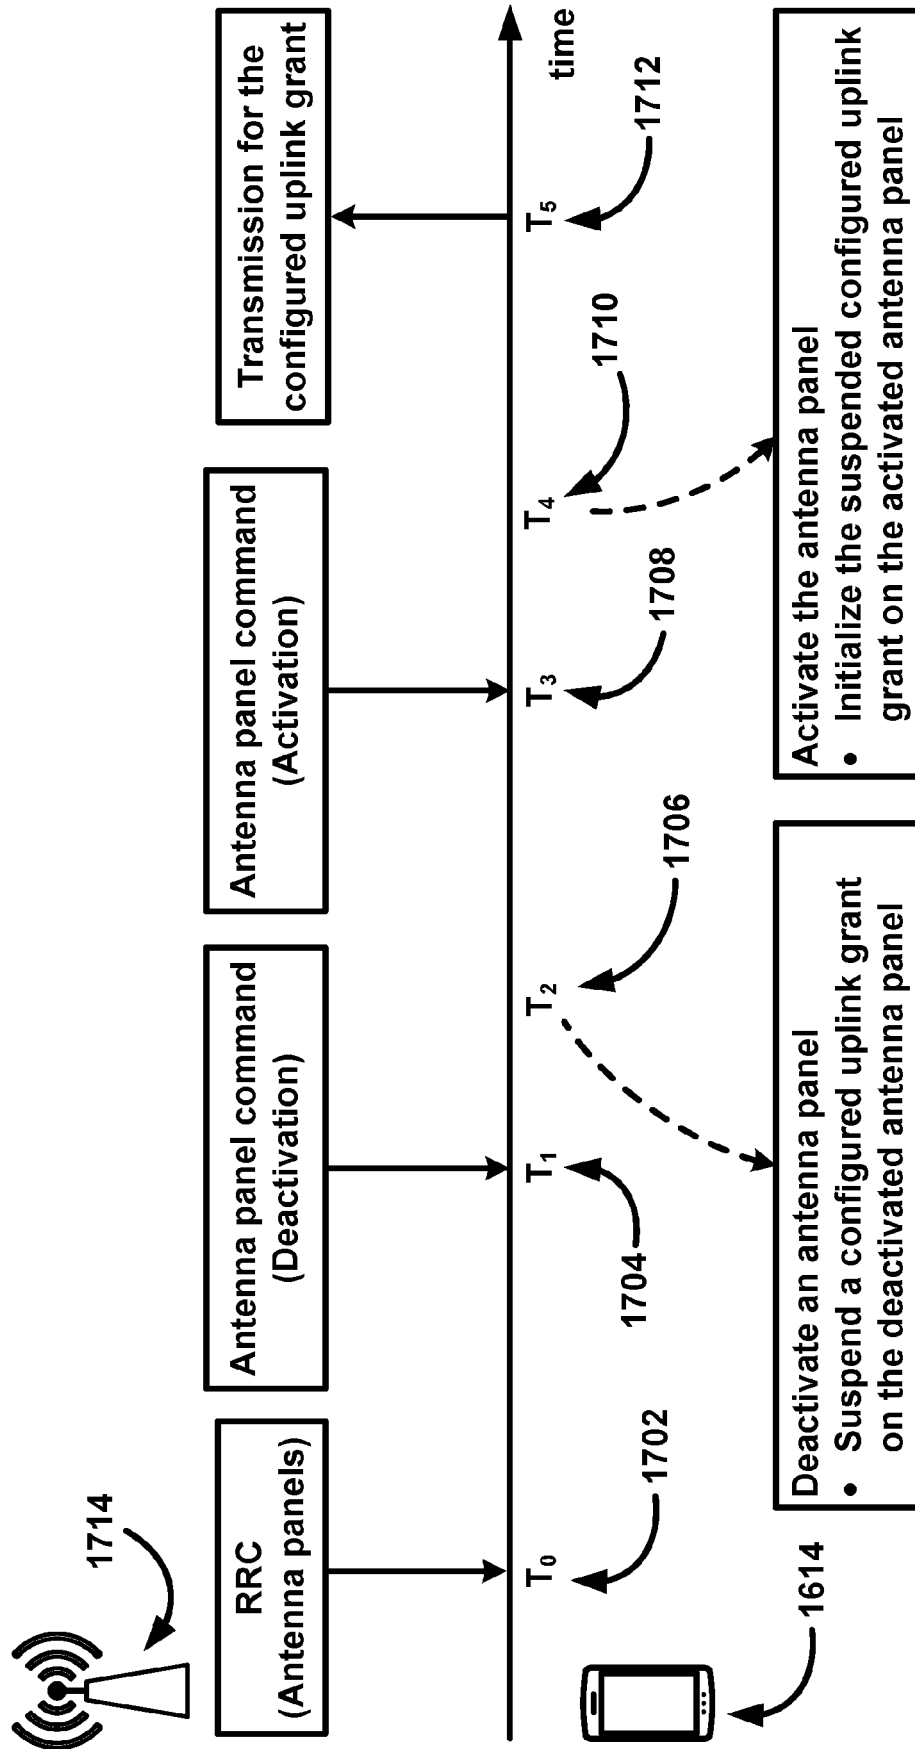 1714
RRC
(Antenna panels)
Antenna panel command
(Deactivation)
Antenna panel command
(Activation)
Transmission for the
configured uplink grant
T0
T1
T2
T3
T4
T5
time
1702
1704
1706
1708
1710
1712
1614
Deactivate an antenna panel
• Suspend a configured uplink grant
on the deactivated antenna panel
Activate the antenna panel
• Initialize the suspended configured uplink
grant on the activated antenna panel